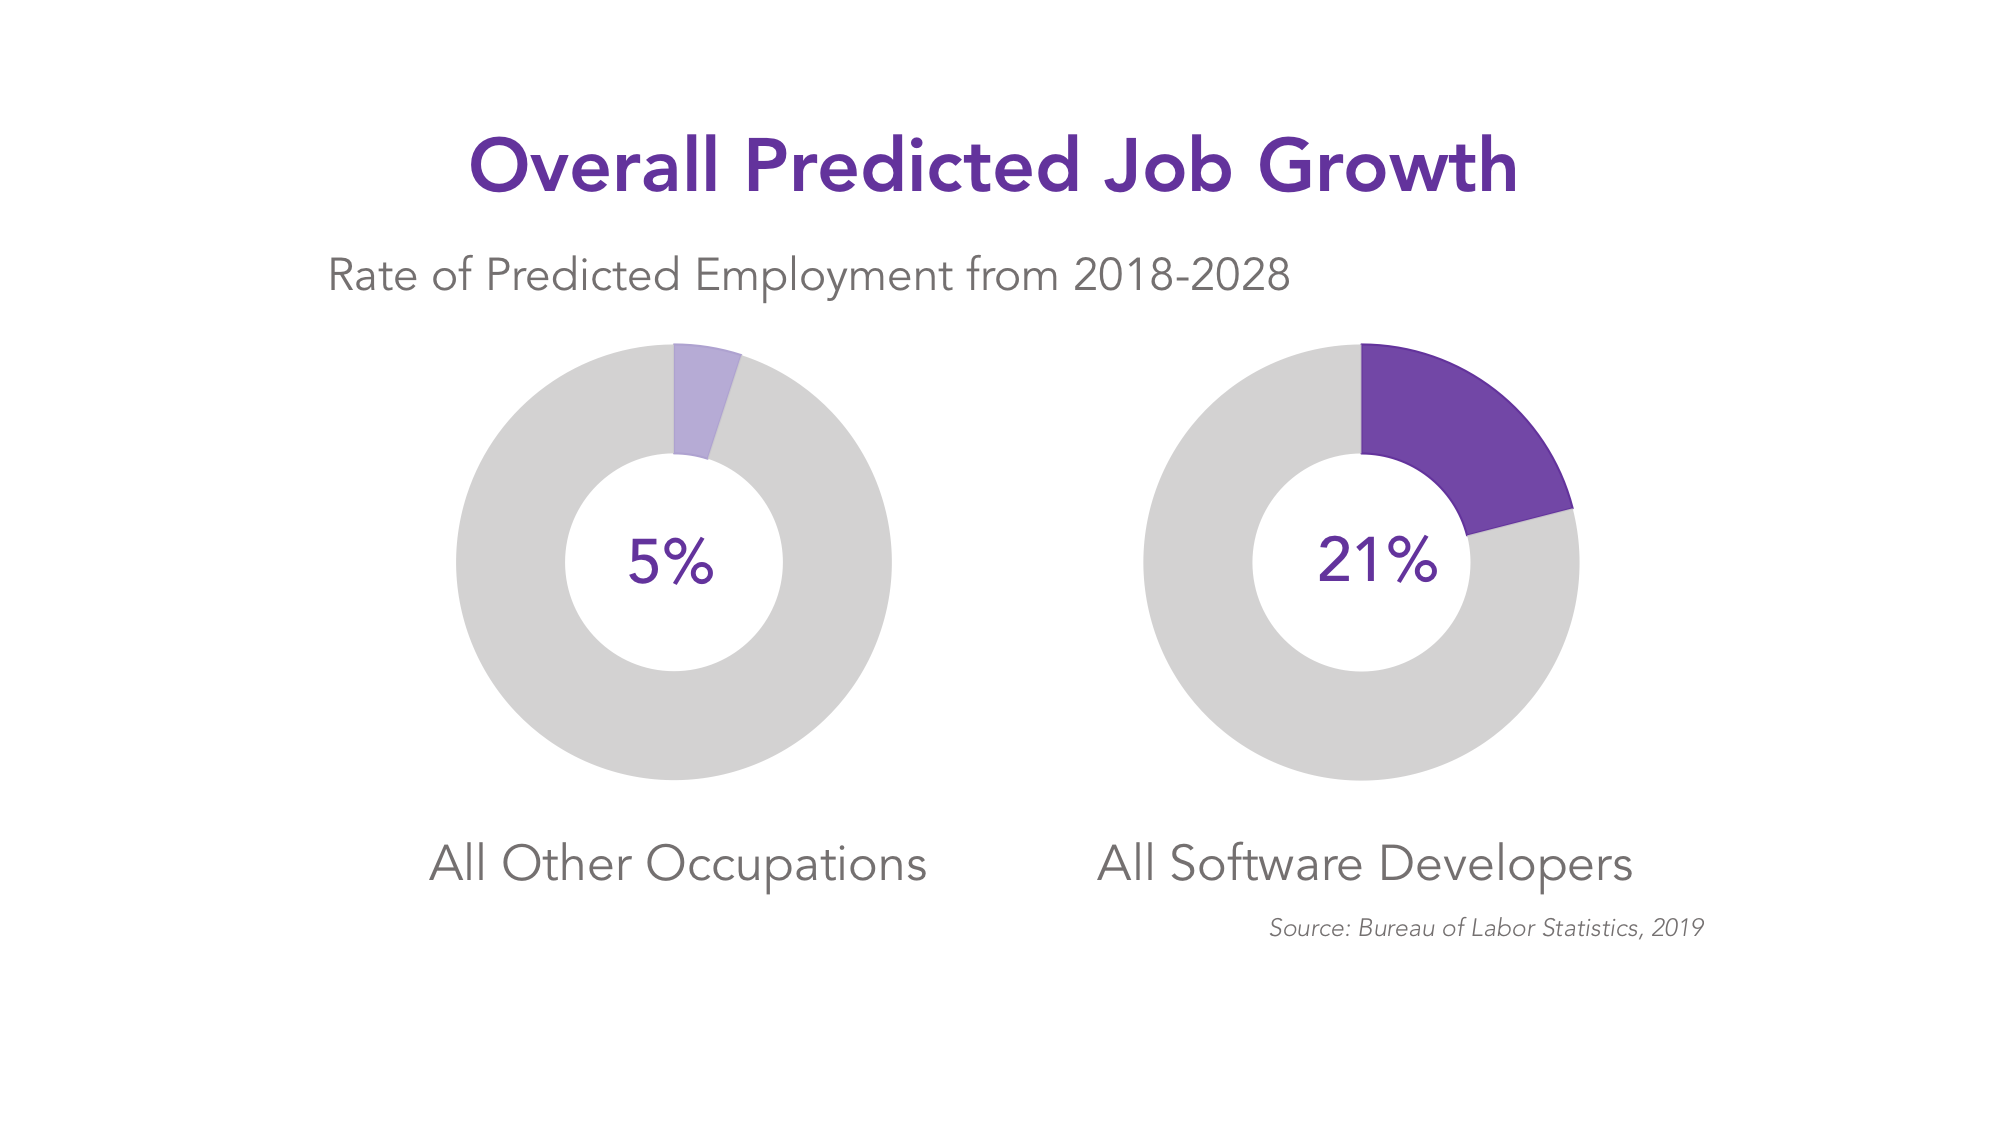 Overall Predicted Job Growth
Rate of Predicted Employment from 2018-2028
5%
21%
All Other Occupations
All Software Developers
Source: Bureau of Labor Statistics, 2019